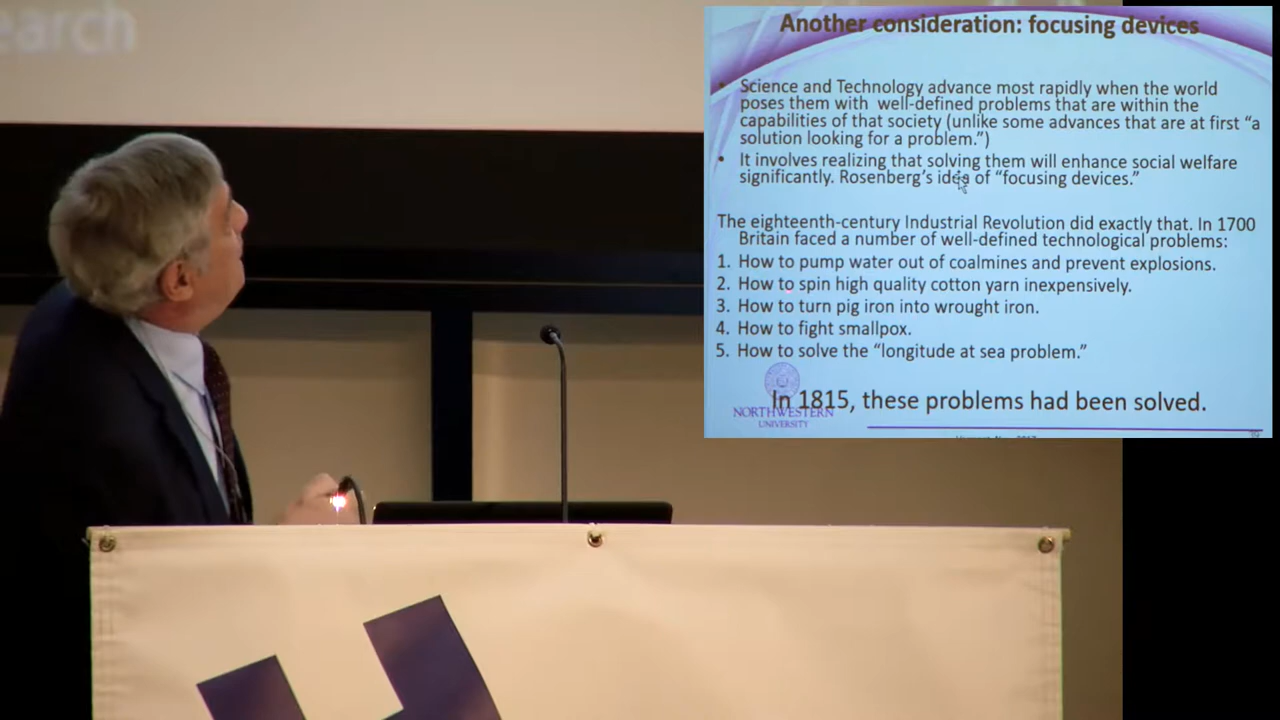 earch
Another consideration: focusing devices
• Science and Technology advance most rapidly when the world
poses them with well-defined problems that are within the
capabilities of that society (unlike some advances that are at first “a
solution looking for a problem.”)
• It involves realizing that solving them will enhance social welfare
significantly. Rosenberg’s idea of “focusing devices.”
The eighteenth-century Industrial Revolution did exactly that. In 1700
Britain faced a number of well-defined technological problems:
1. How to pump water out of coalmines and prevent explosions.
2. How to spin high quality cotton yarn inexpensively.
3. How to turn pig iron into wrought iron.
4. How to fight smallpox.
5. How to solve the “longitude at sea problem.”
In 1815, these problems had been solved.
NORTHWESTERN
UNIVERSITY